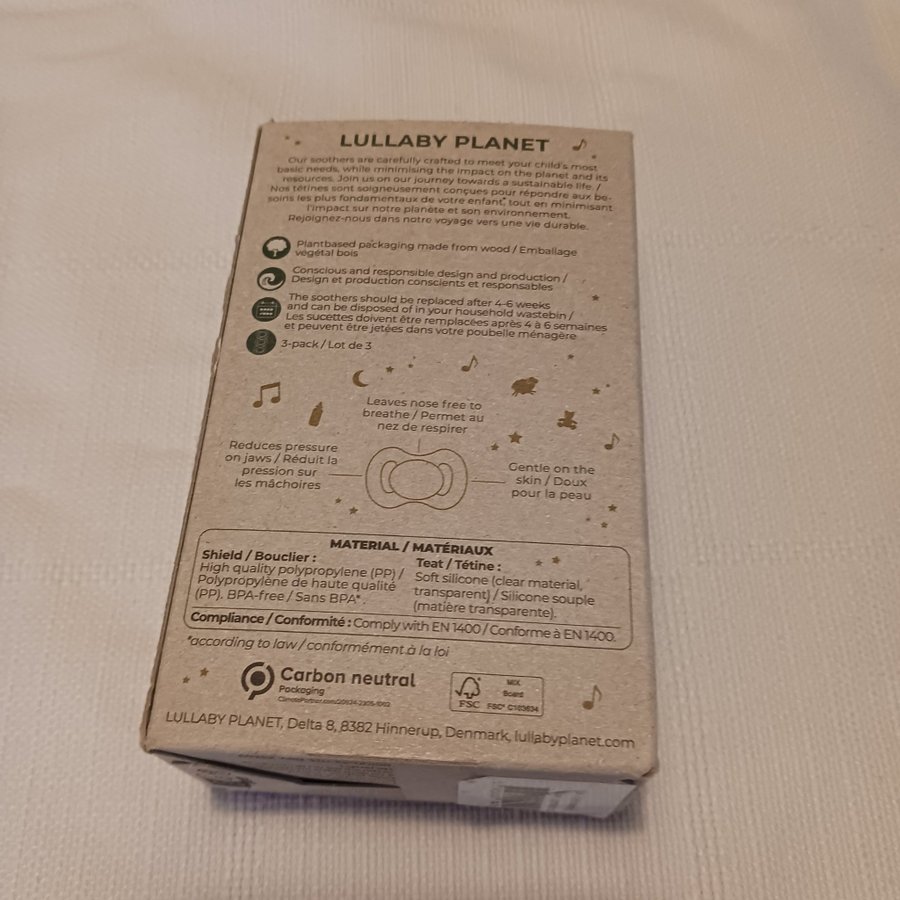 LULLABY PLANET
Our soothers are carefully crafted to meet your child's most
basic needs, while minimising the impact on the planet and its
resources. Join us on our journey towards a sustainable life. /
Nos tétines sont soigneusement conçues pour répondre aux be-
soins les plus fondamentaux de votre enfant, tout en minimisant
l'impact sur notre planète et son environnement.
Rejoignez-nous dans notre voyage vers une vie durable.
Plantbased packaging made from wood / Emballage
végétal bois
Conscious and responsible design and production /
Design et production conscients et responsables
The soothers should be replaced after 4-6 weeks
and can be disposed of in your household wastebin /
Les sucettes doivent être remplacées après 4 à 6 semaines
et peuvent être jetées dans votre poubelle ménagère
3-pack / Lot de 3
Leaves nose free to
breathe / Permet au
nez de respirer
Reduces pressure
on jaws / Réduit la
pression sur
les mâchoires
Gentle on the
skin / Doux
pour la peau
MATERIAL / MATÉRIAUX
Shield / Bouclier :
High quality polypropylene (PP) /
Polypropylène de haute qualité
(PP). BPA-free / Sans BPA*.
Teat / Tétine :
Soft silicone (clear material,
transparent) / Silicone souple
(matière transparente).
Compliance / Conformité : Comply with EN 1400 / Conforme à EN 1400.
*according to law / conformément à la loi
Carbon neutral
Packaging
ClimatePartner.com/20934-2305-1002
FSC
MIX
Board
FSC® C103634
LULLABY PLANET, Delta 8, 8382 Hinnerup, Denmark, lullabyplanet.com